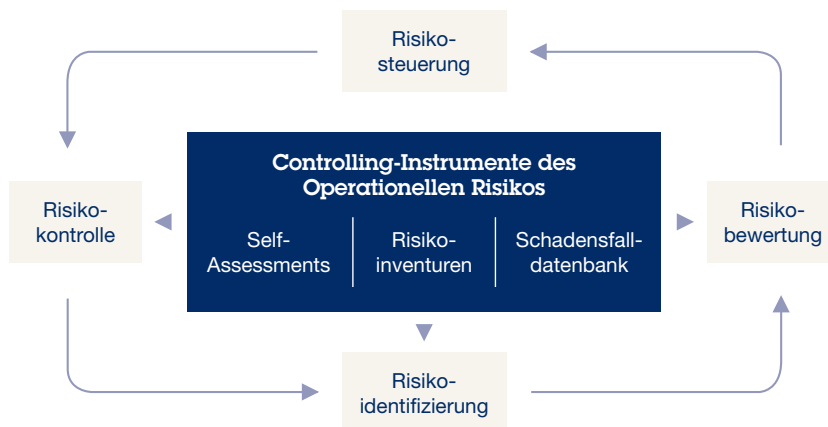 Risiko-
steuerung
Controlling-Instrumente des
Operationellen Risikos
Risiko-
kontrolle
Self-
Assessments
Risiko-
inventuren
Schadensfall-
datenbank
Risiko-
bewertung
Risiko-
identifizierung